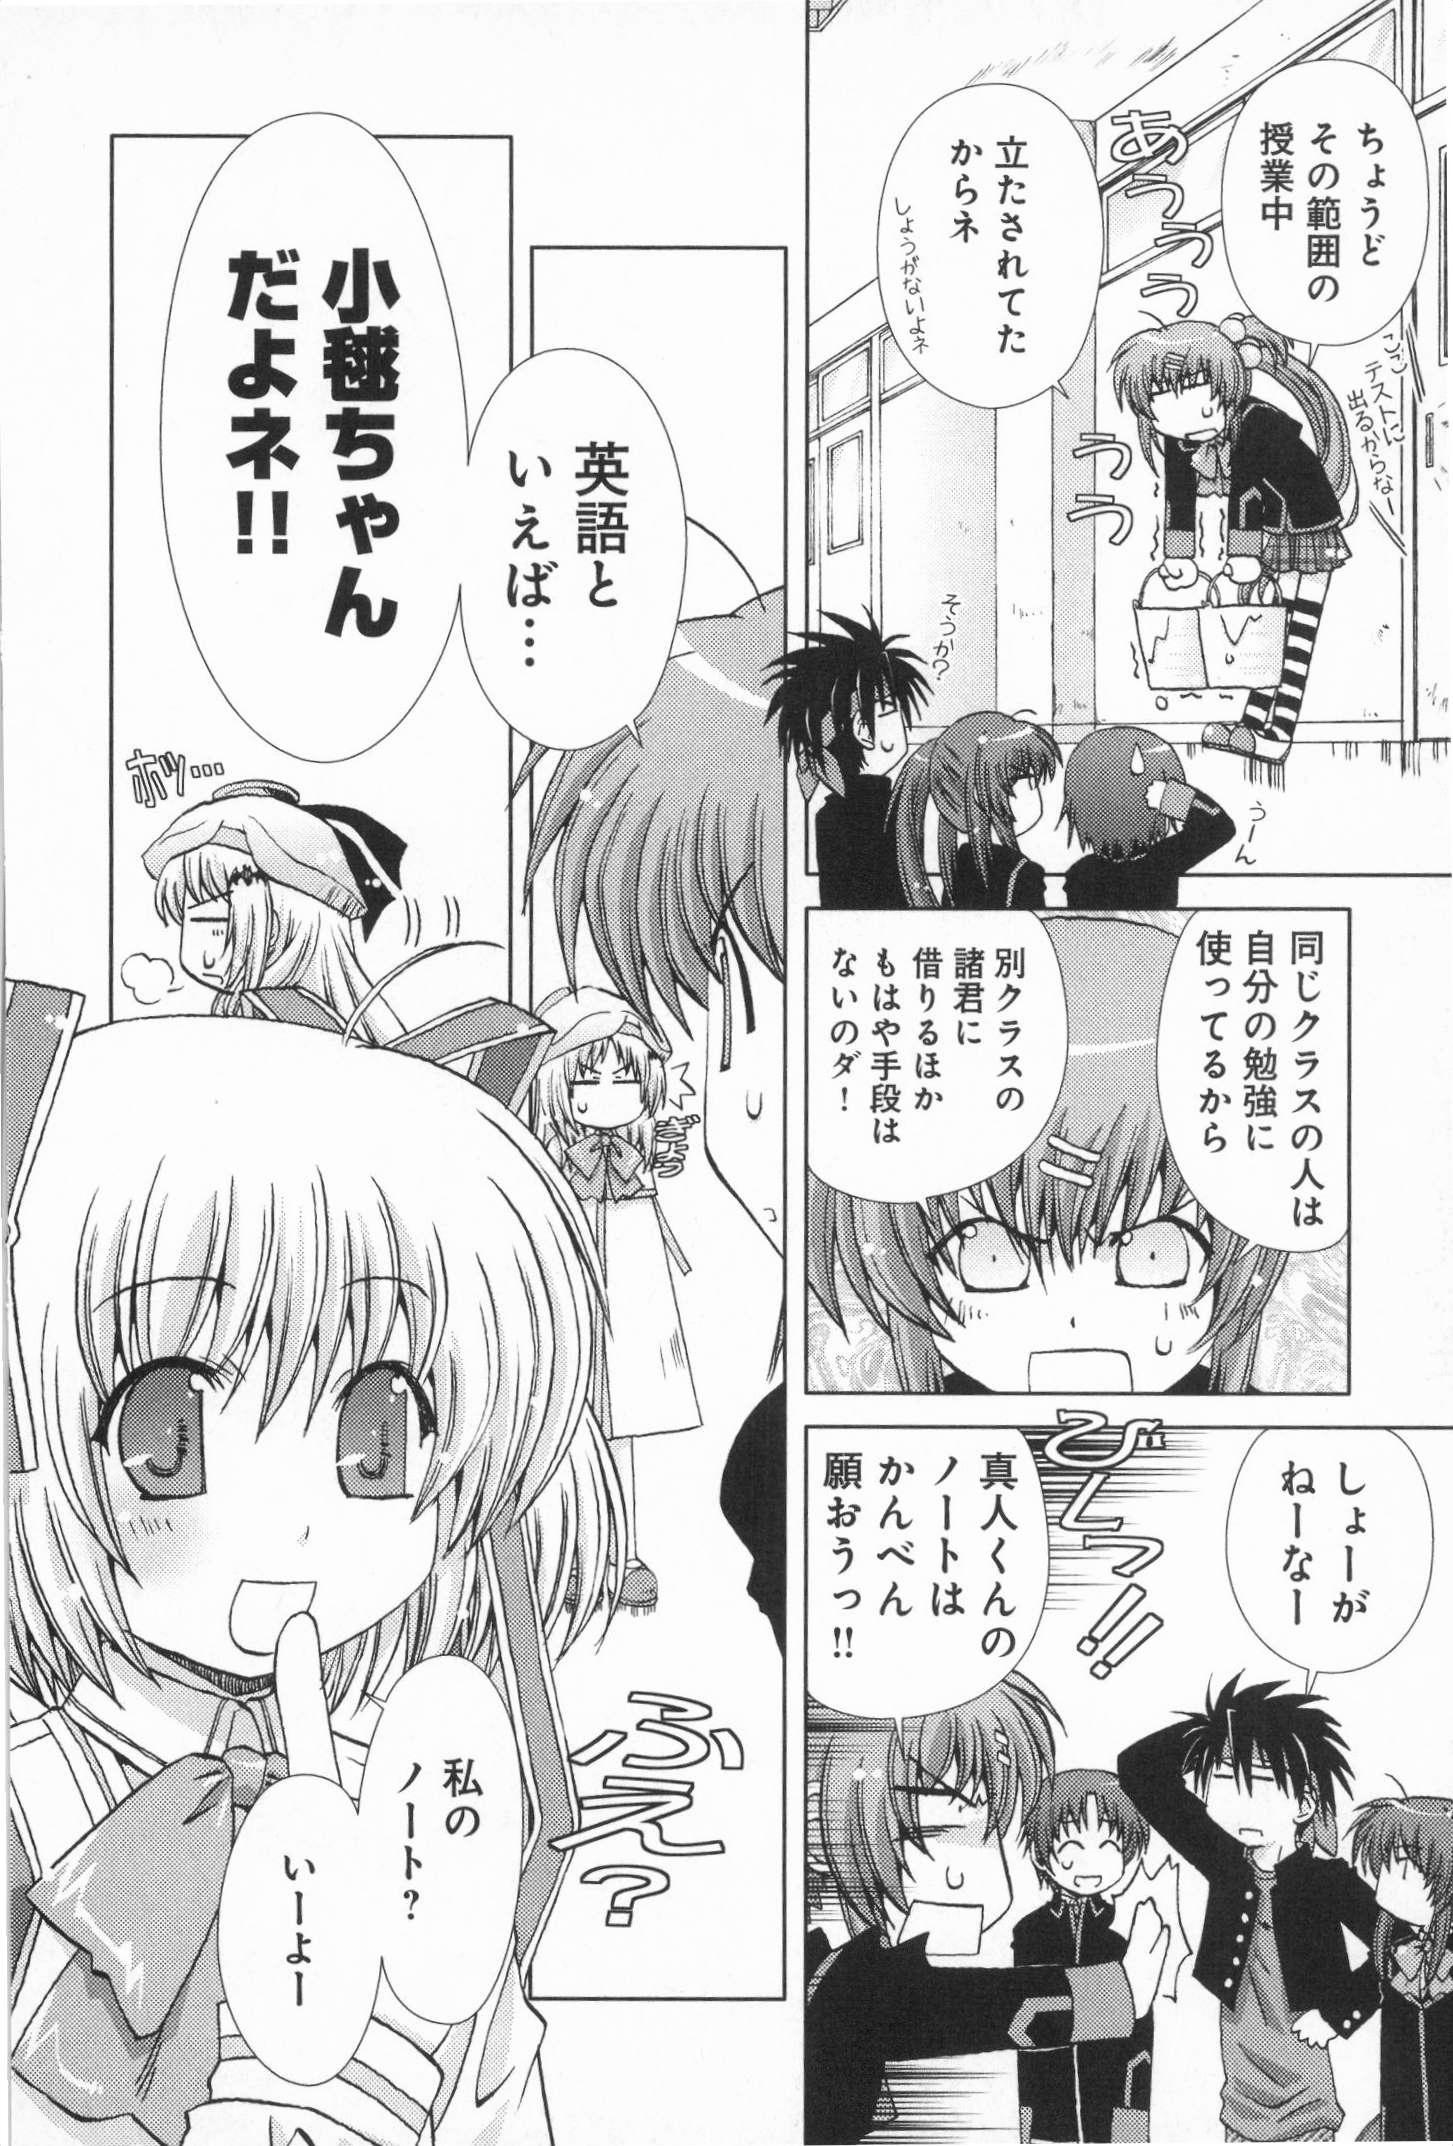 ちょうど
その範囲の
授業中
ここ
テストに
出るからなー
あううう
うう
立たされてた
からネ
しょうがないよネ
そうか?
うーん
同じクラスの人は
自分の勉強に
使ってるから
別クラスの
諸君に
借りるほか
もはや手段は
ないのダ!
しょーが
ねーなー
びくっ!!
真人くんの
ノートは
かんべん
願おうっ!!
英語と
いえば…
ぎょっ
小毬ちゃん
だよネ!!
ホッ…
ふえ?
私の
ノート?
いーよー